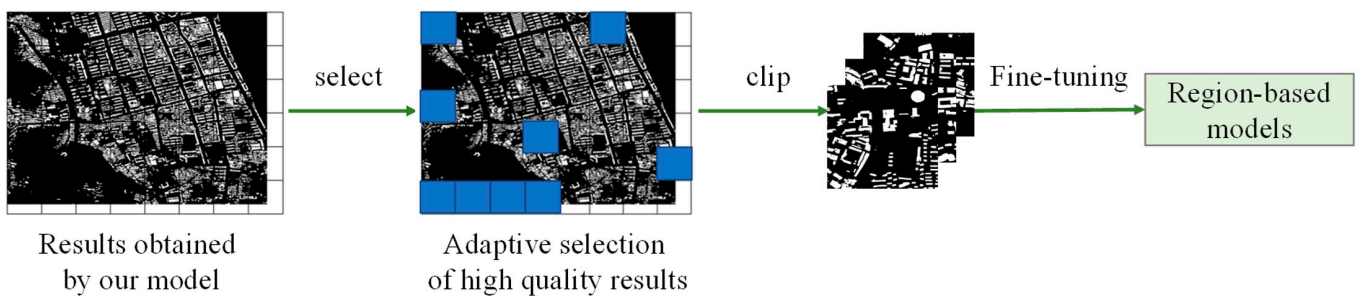 select
clip
Fine-tuning
Region-based
models
Results obtained
by our model
Adaptive selection
of high quality results